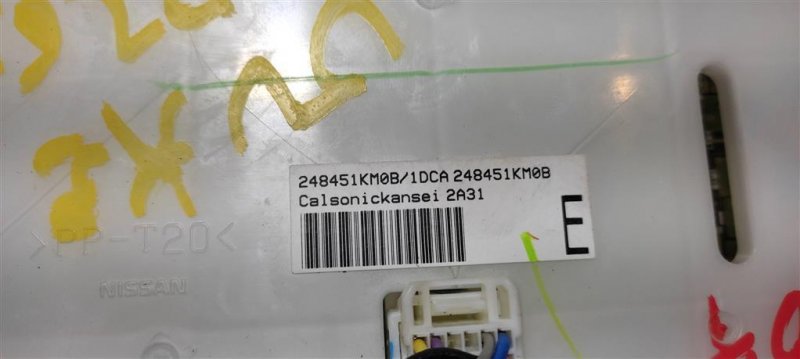 248451KM0B/1DCA 248451KM0B
Calsonickansei 2A31
E
>PP-T20<
NISSAN